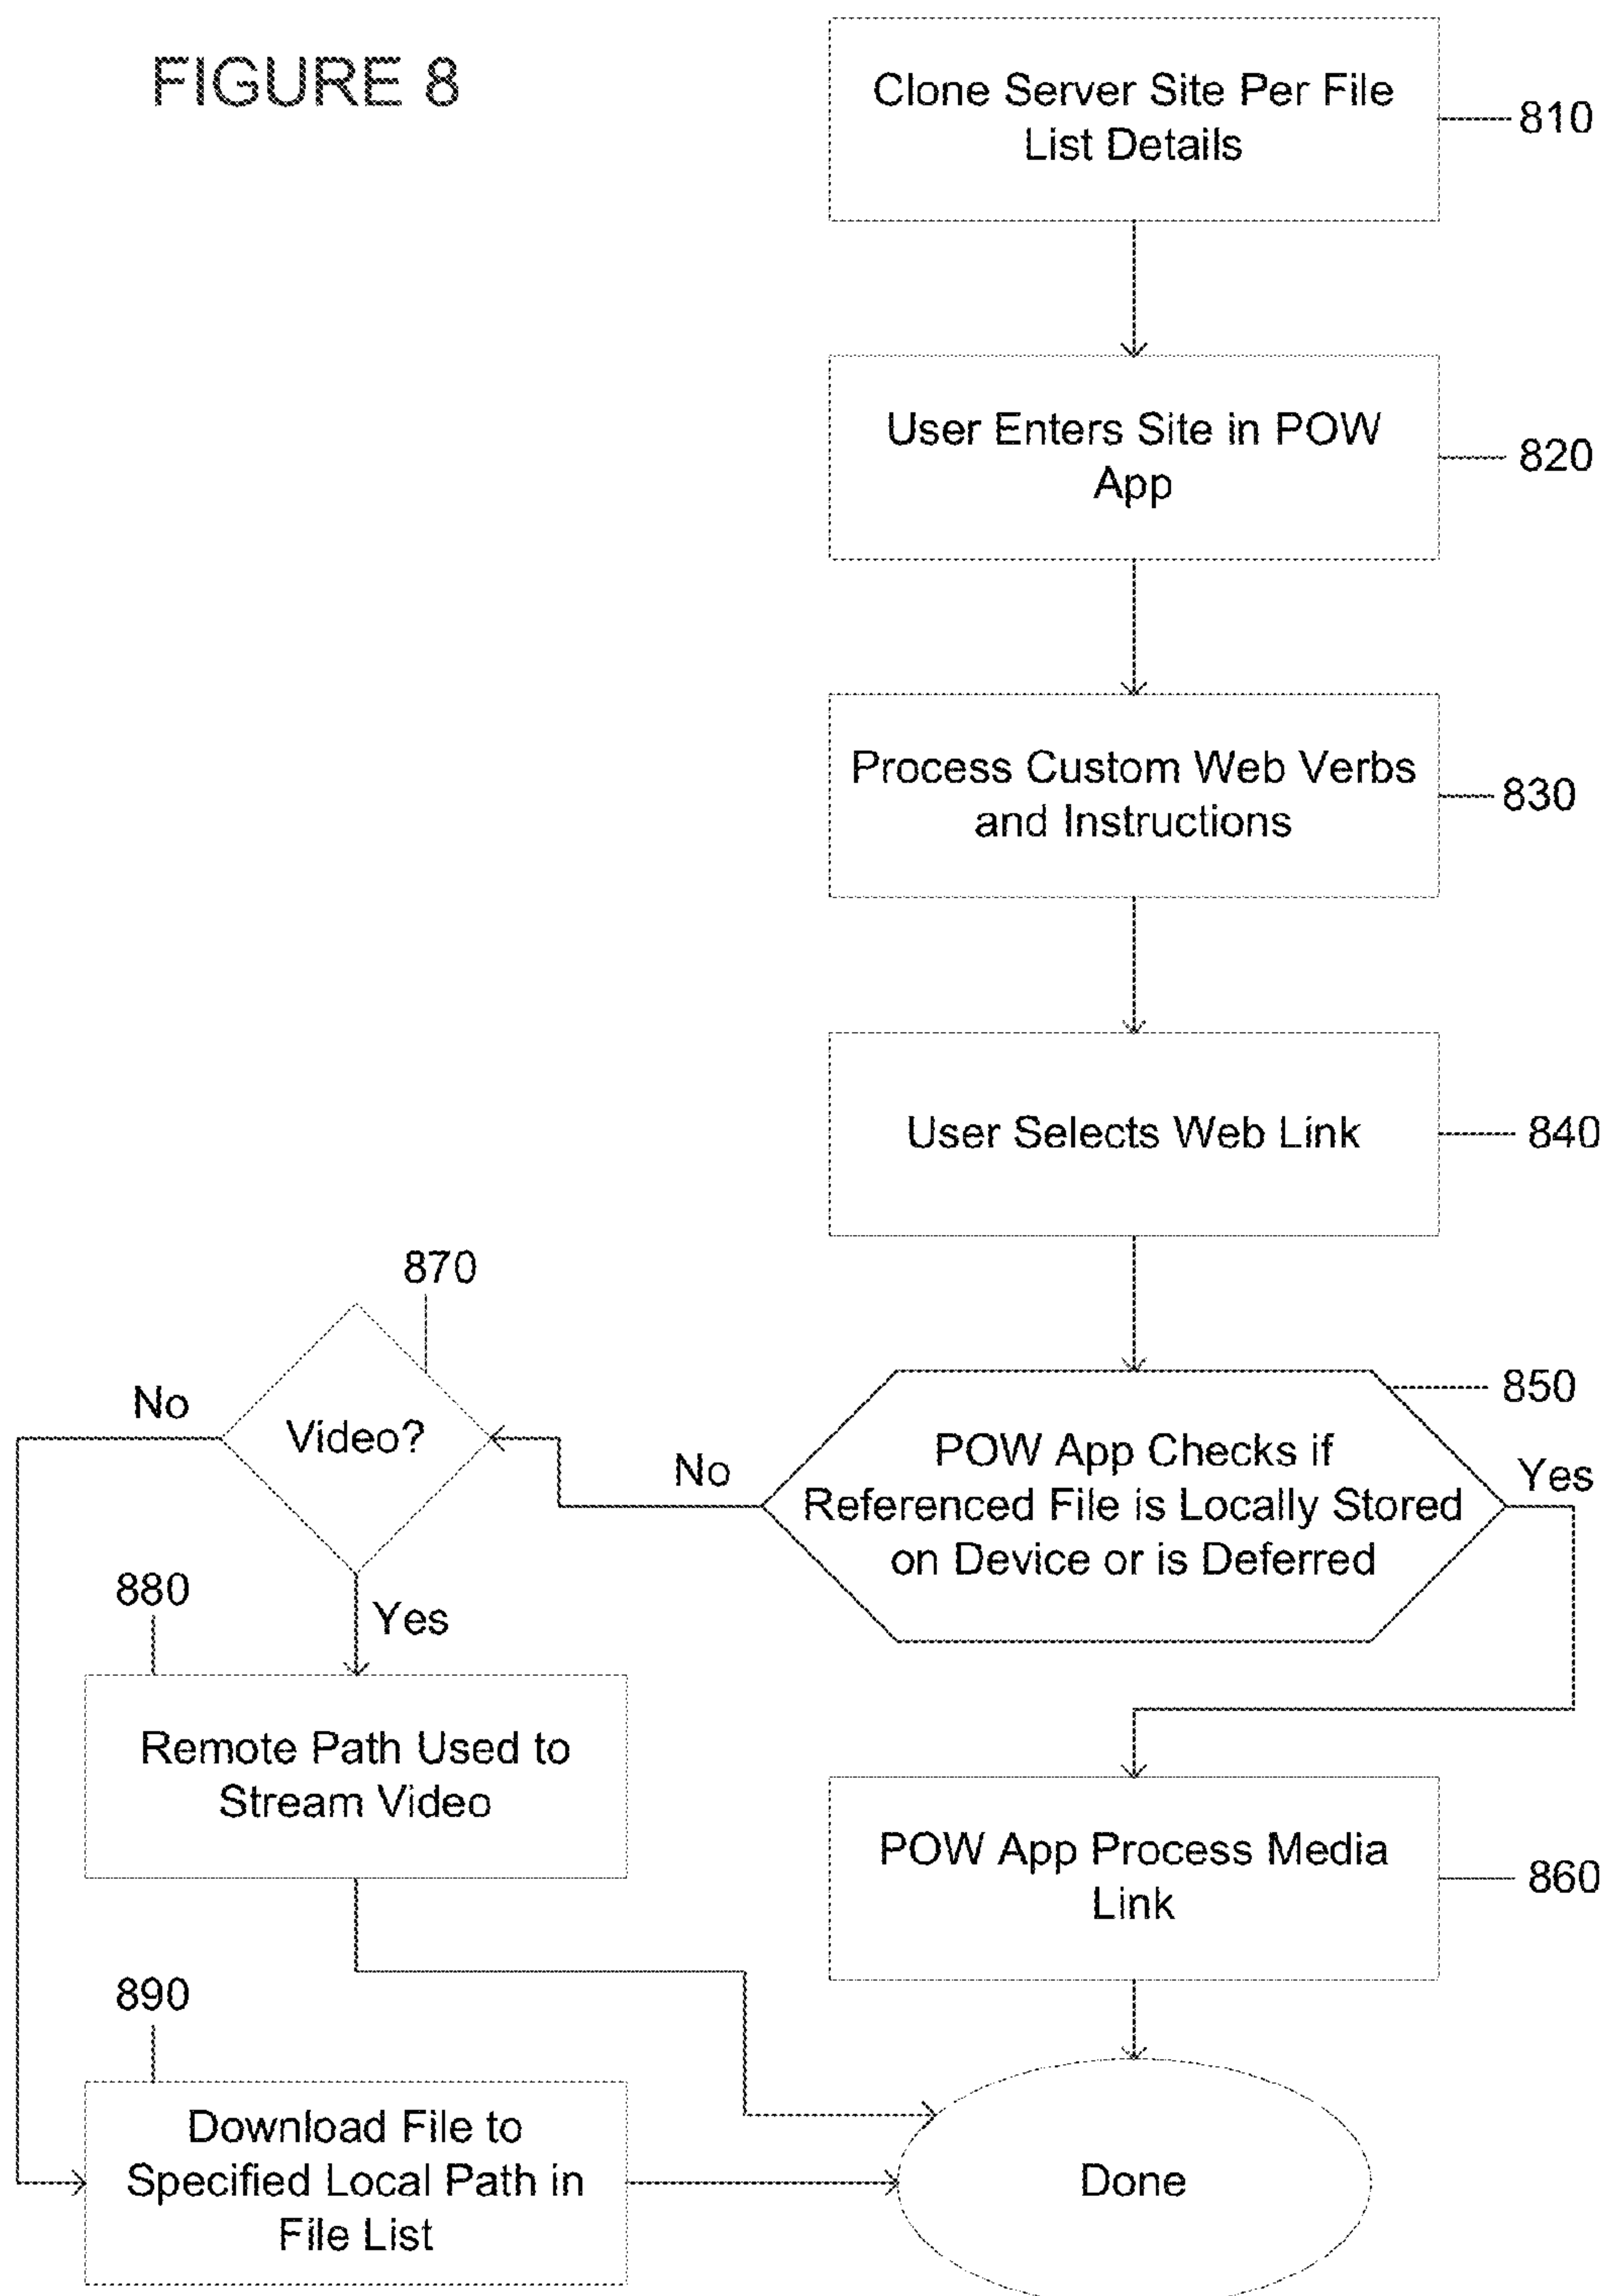 FIGURE 8
Clone Server Site Per File
List Details
810
User Enters Site in POW
App
820
Process Custom Web Verbs
and Instructions
830
User Selects Web Link
840
870
Video?
No
Yes
No
850
POW App Checks if
Referenced File is Locally Stored
on Device or is Deferred
Yes
880
Remote Path Used to
Stream Video
POW App Process Media
Link
860
890
Download File to
Specified Local Path in
File List
Done